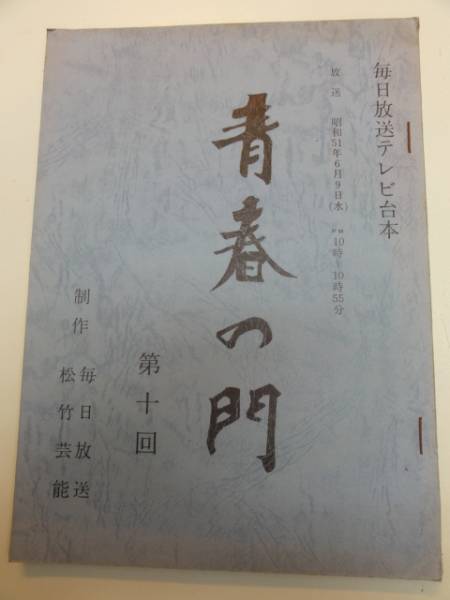 毎日放送テレビ台本
放送 昭和51年6月9日(水) PM10時〜10時55分
青春の門
第十回
制作 毎日放送
松竹芸能